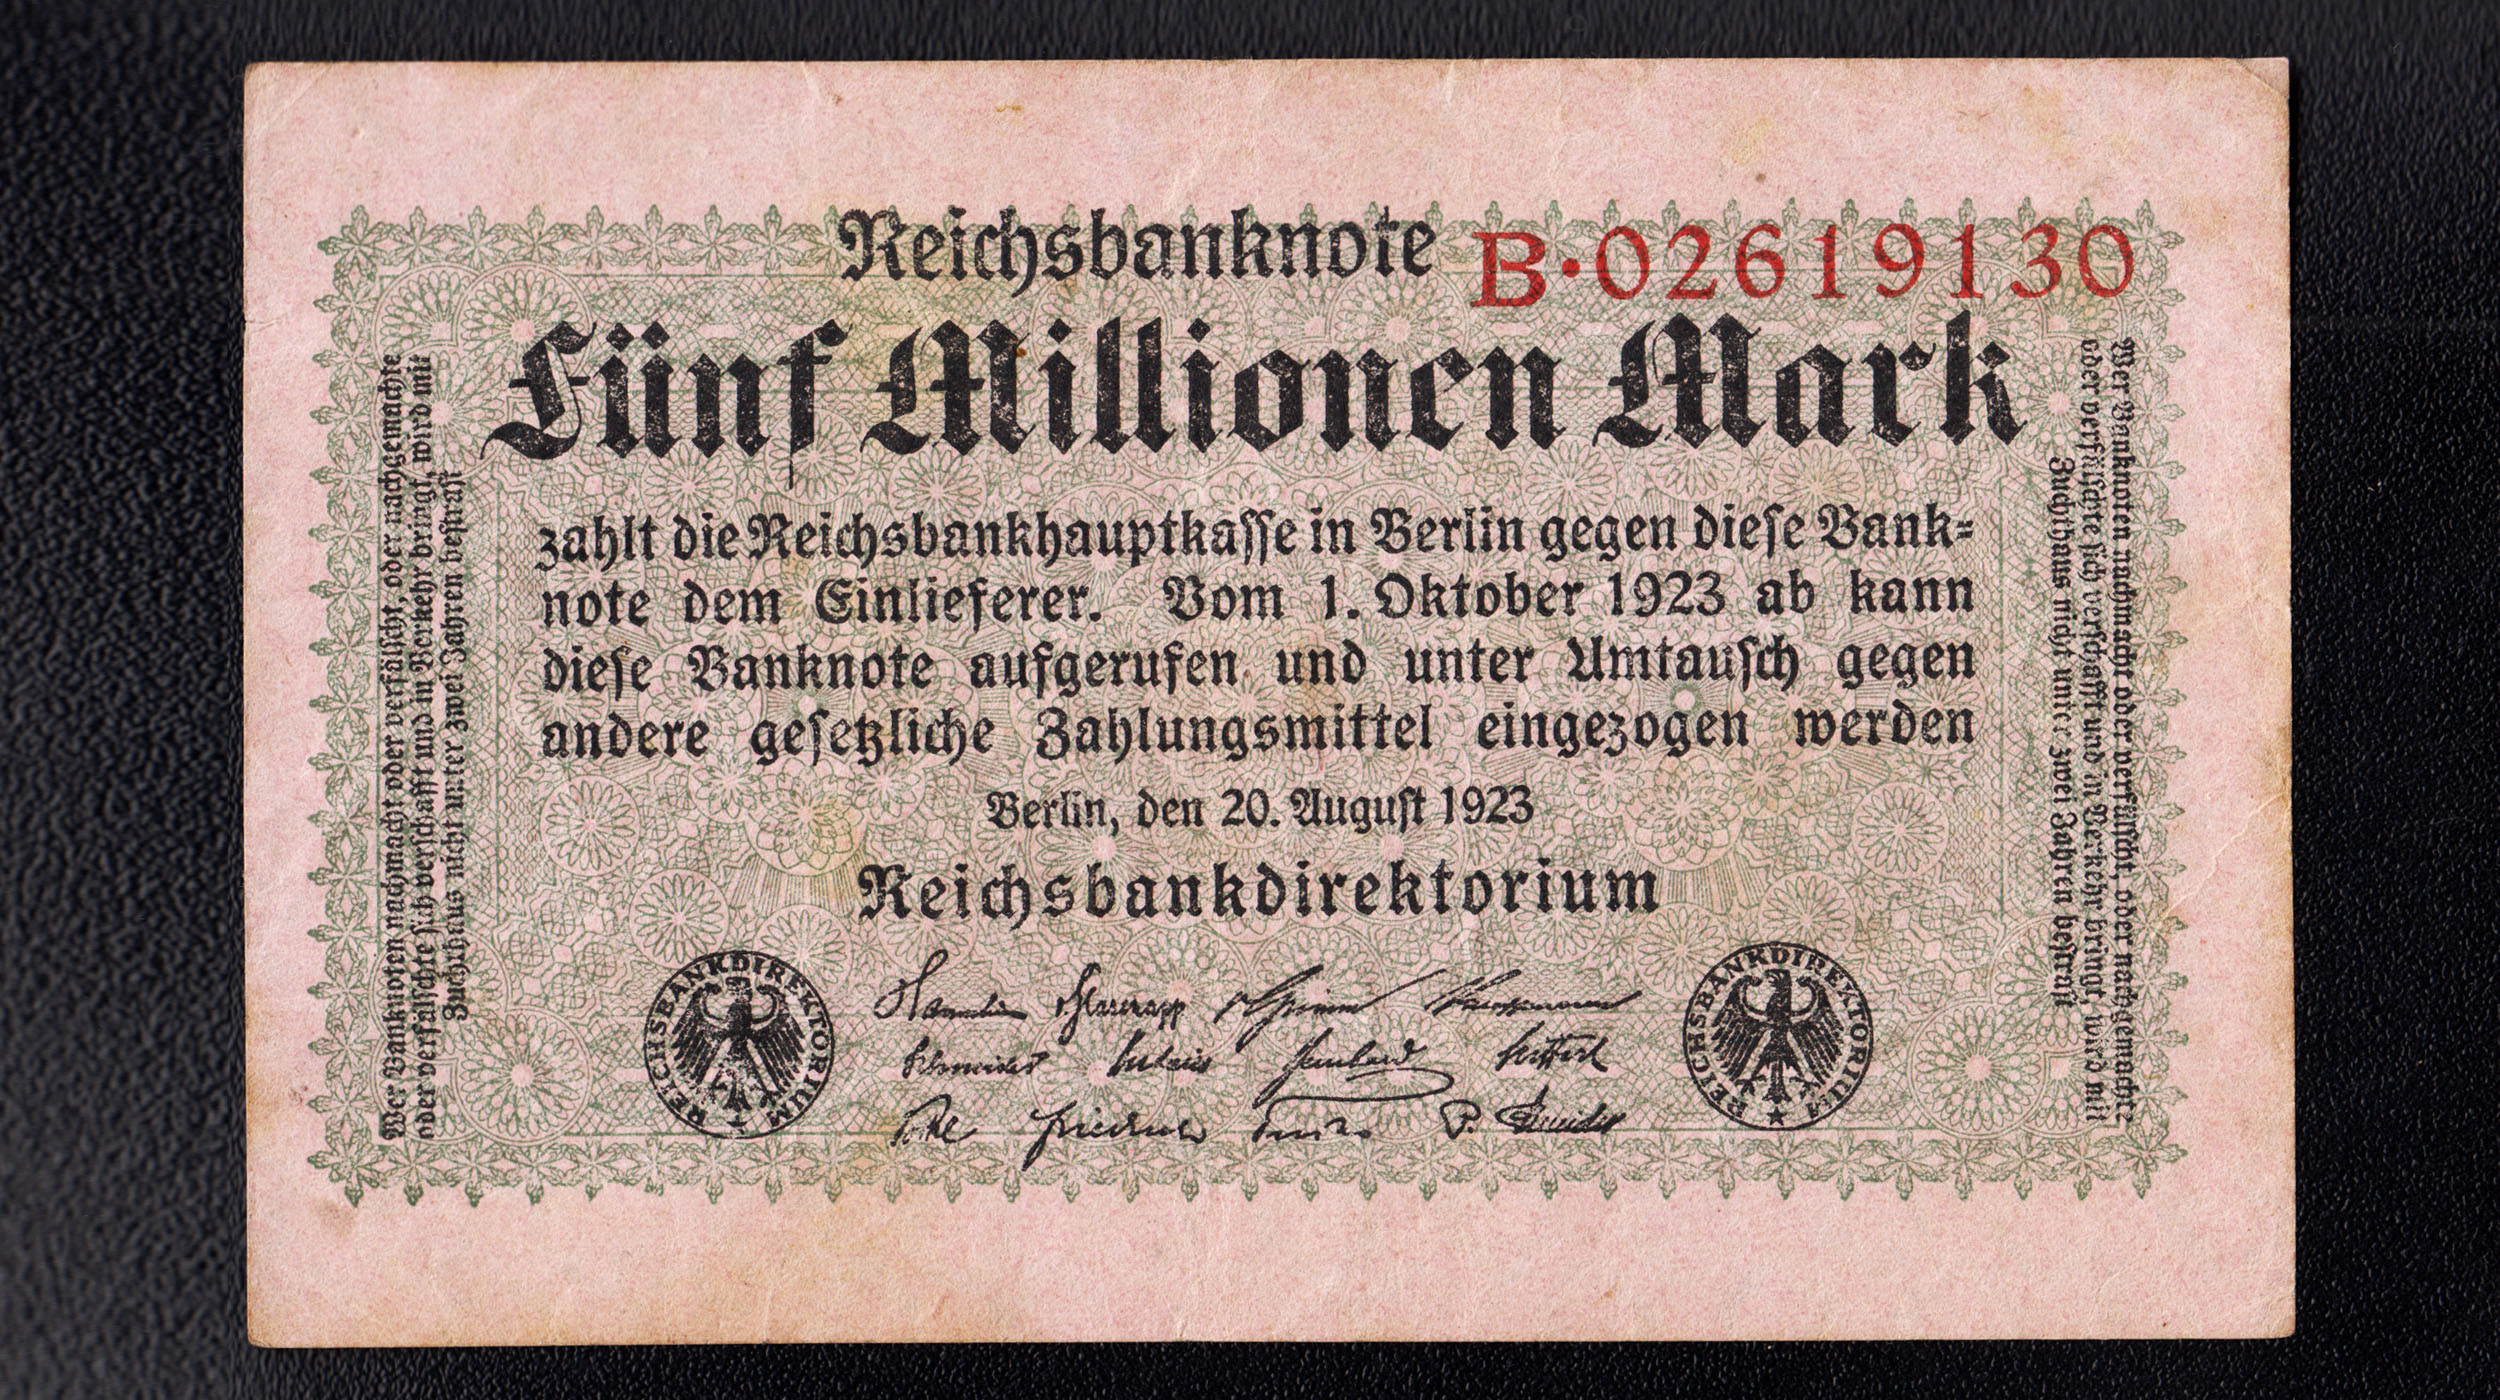 Reichsbanknote B·02619130
Fünf Millionen Mark
zahlt die Reichsbankhauptkasse in Berlin gegen diese Bank=
note dem Einlieferer. Vom 1. Oktober 1923 ab kann
diese Banknote aufgerufen und unter Umtausch gegen
andere gesetzliche Zahlungsmittel eingezogen werden
Berlin, den 20. August 1923
Reichsbankdirektorium
REICHSBANKDIREKTORIUM
REICHSBANKDIREKTORIUM
Wer Banknoten nachmacht oder verfälscht, oder nachgemachte
oder verfälschte sich verschafft und in Verkehr bringt, wird mit
Zuchthaus nicht unter zwei Jahren bestraft
Wer Banknoten nachmacht oder verfälscht, oder nachgemachte
oder verfälschte sich verschafft und in Verkehr bringt, wird mit
Zuchthaus nicht unter zwei Jahren bestraft